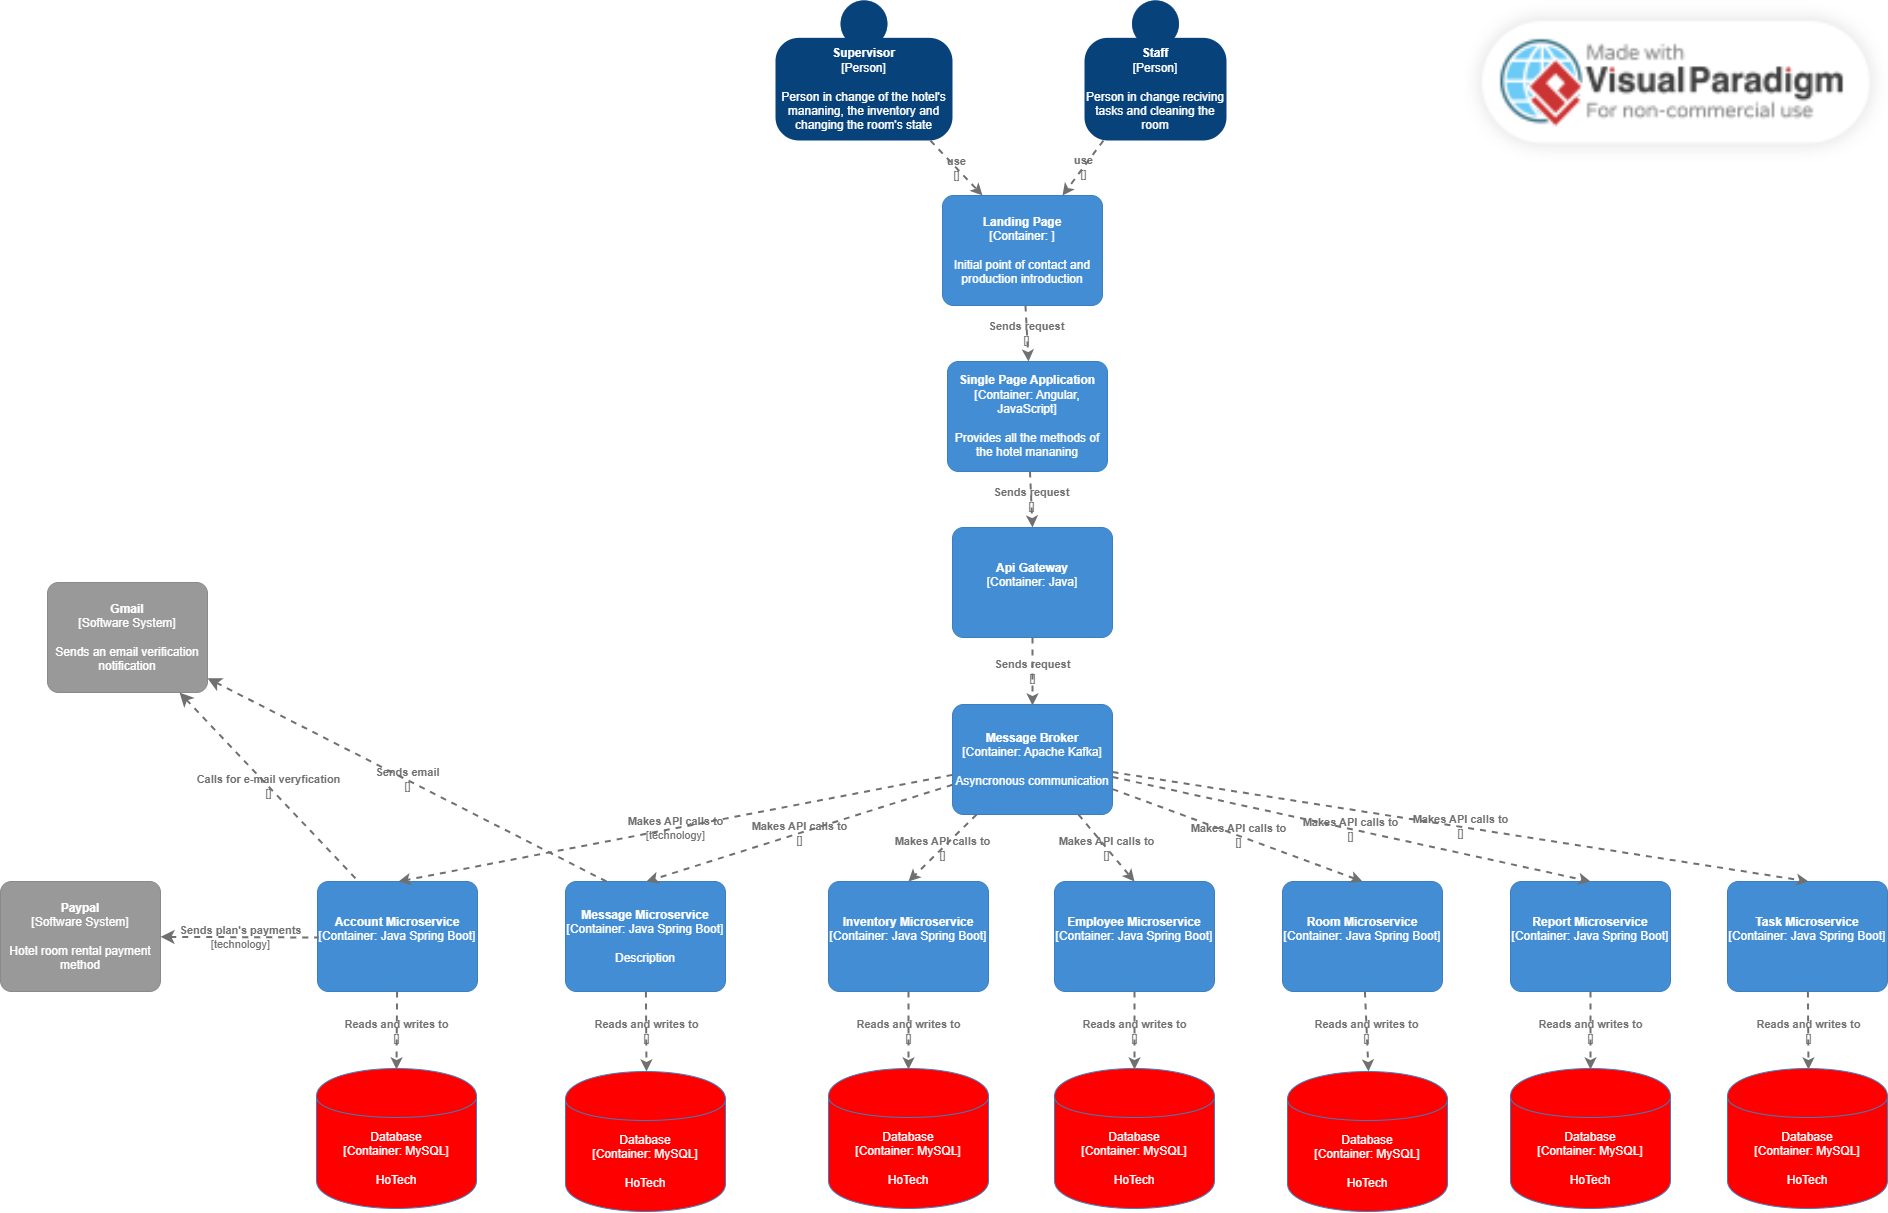 Supervisor
[Person]
Person in change of the hotel's
mananing, the inventory and
changing the room's state
Staff
[Person]
Person in change reciving
tasks and cleaning the
room
Made with
Visual Paradigm
For non-commercial use
use
use
Landing Page
[Container: ]
Initial point of contact and
production introduction
Sends request
Single Page Application
[Container: Angular,
JavaScript]
Provides all the methods of
the hotel mananing
Sends request
Api Gateway
[Container: Java]
Sends request
Gmail
[Software System]
Sends an email verification
notification
Message Broker
[Container: Apache Kafka]
Asyncronous communication
Calls for e-mail veryfication
Sends email
Makes API calls to
[technology]
Makes API calls to
Makes API calls to
Makes API calls to
Makes API calls to
Makes API calls to
Makes API calls to
Paypal
[Software System]
Hotel room rental payment
method
Sends plan's payments
[technology]
Account Microservice
[Container: Java Spring Boot]
Message Microservice
[Container: Java Spring Boot]
Description
Inventory Microservice
[Container: Java Spring Boot]
Employee Microservice
[Container: Java Spring Boot]
Room Microservice
[Container: Java Spring Boot]
Report Microservice
[Container: Java Spring Boot]
Task Microservice
[Container: Java Spring Boot]
Reads and writes to
Reads and writes to
Reads and writes to
Reads and writes to
Reads and writes to
Reads and writes to
Reads and writes to
Database
[Container: MySQL]
HoTech
Database
[Container: MySQL]
HoTech
Database
[Container: MySQL]
HoTech
Database
[Container: MySQL]
HoTech
Database
[Container: MySQL]
HoTech
Database
[Container: MySQL]
HoTech
Database
[Container: MySQL]
HoTech